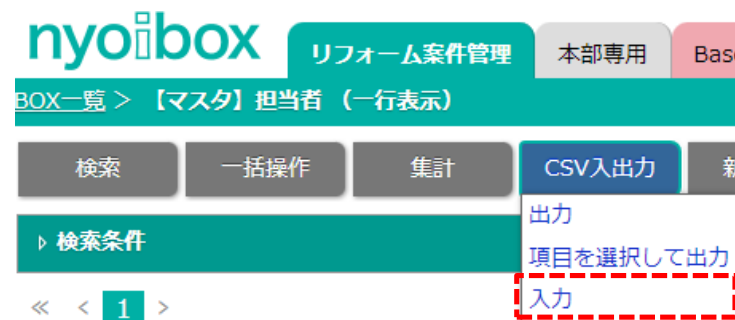 nyoibox リフォーム案件管理 本部専用 Bas
BOX一覧 > 【マスタ】担当者 （一行表示）
検索 一括操作 集計 CSV入出力
出力
▷ 検索条件
項目を選択して出力
« < 1 >
入力